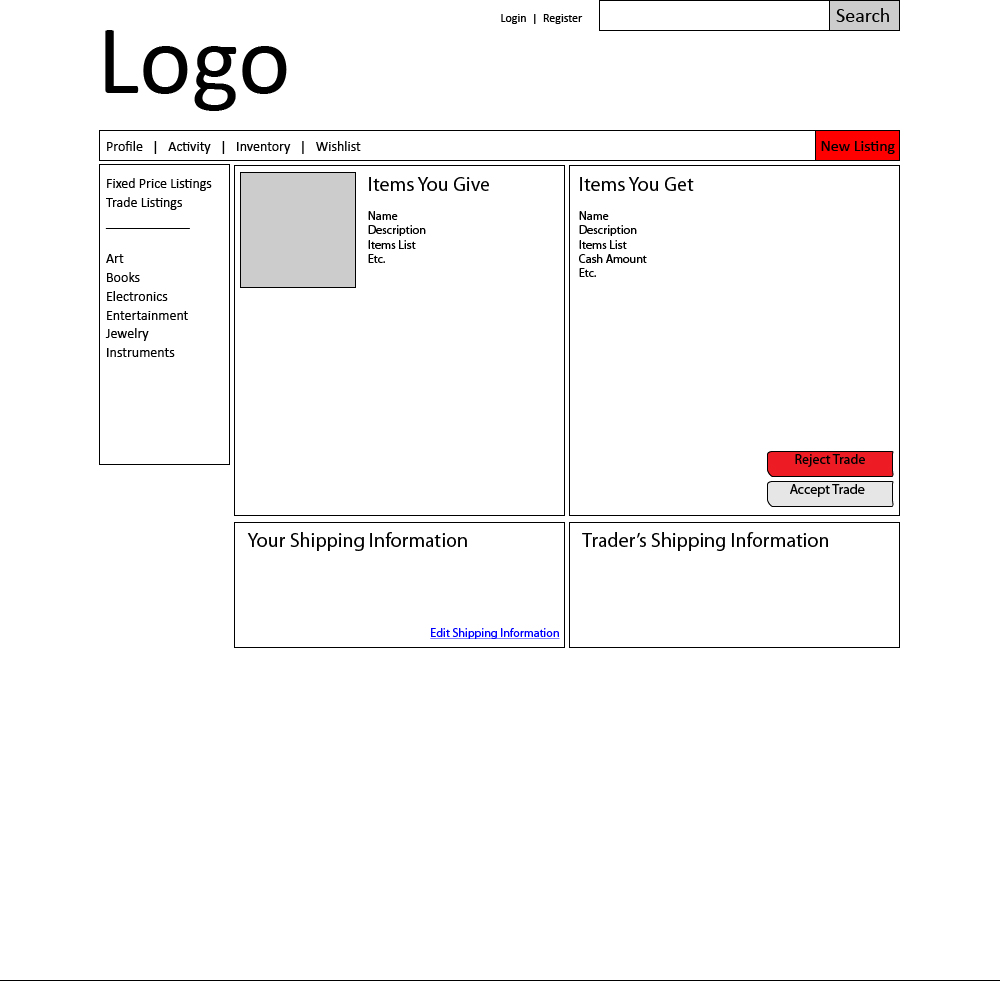 Login | Register
Search
Logo
Profile | Activity | Inventory | Wishlist
New Listing
Fixed Price Listings
Trade Listings
Art
Books
Electronics
Entertainment
Jewelry
Instruments
Items You Give
Name
Description
Items List
Etc.
Items You Get
Name
Description
Items List
Cash Amount
Etc.
Reject Trade
Accept Trade
Your Shipping Information
Edit Shipping Information
Trader’s Shipping Information